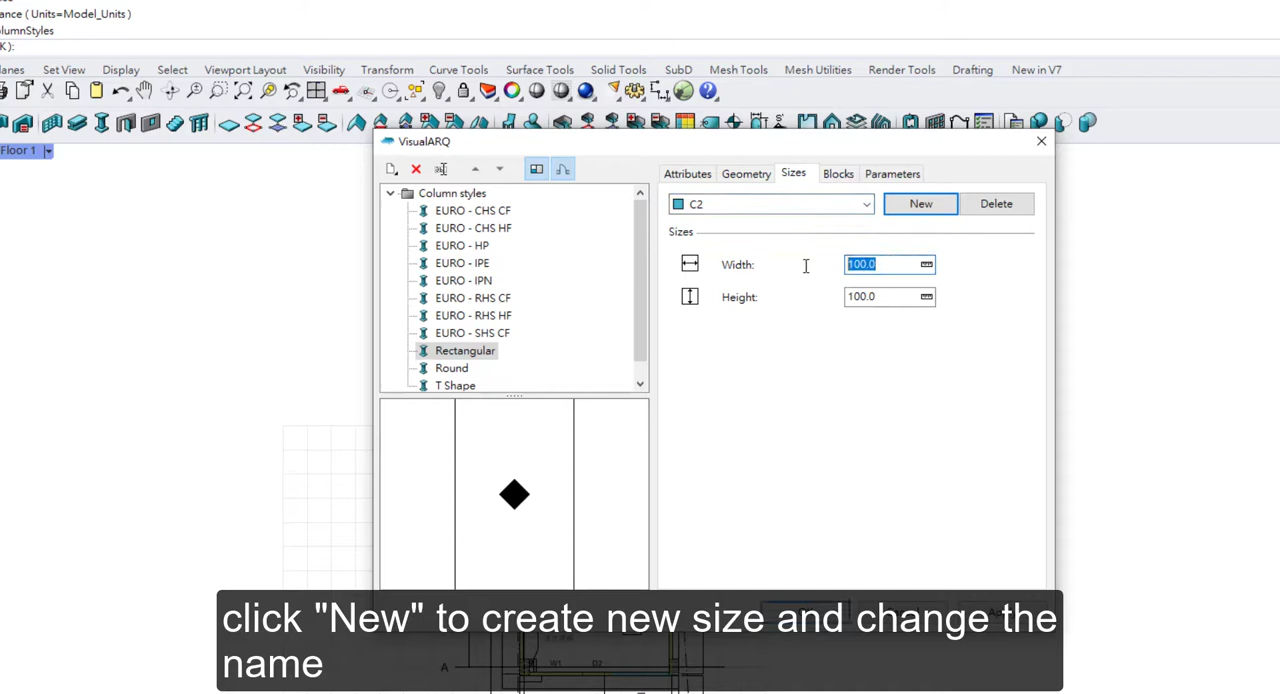 ance ( Units=Model_Units )
olumnStyles
K):
lanes Set View Display Select Viewport Layout Visibility Transform Curve Tools Surface Tools Solid Tools SubD Mesh Tools Mesh Utilities Render Tools Drafting New in V7
Floor 1
VisualARQ
Attributes Geometry Sizes Blocks Parameters
Column styles
EURO - CHS CF
EURO - CHS HF
EURO - HP
EURO - IPE
EURO - IPN
EURO - RHS CF
EURO - RHS HF
EURO - SHS CF
Rectangular
Round
T Shape
C2 New Delete
Sizes
Width: 100.0
Height: 100.0
click "New" to create new size and change the
name
A W1 D2